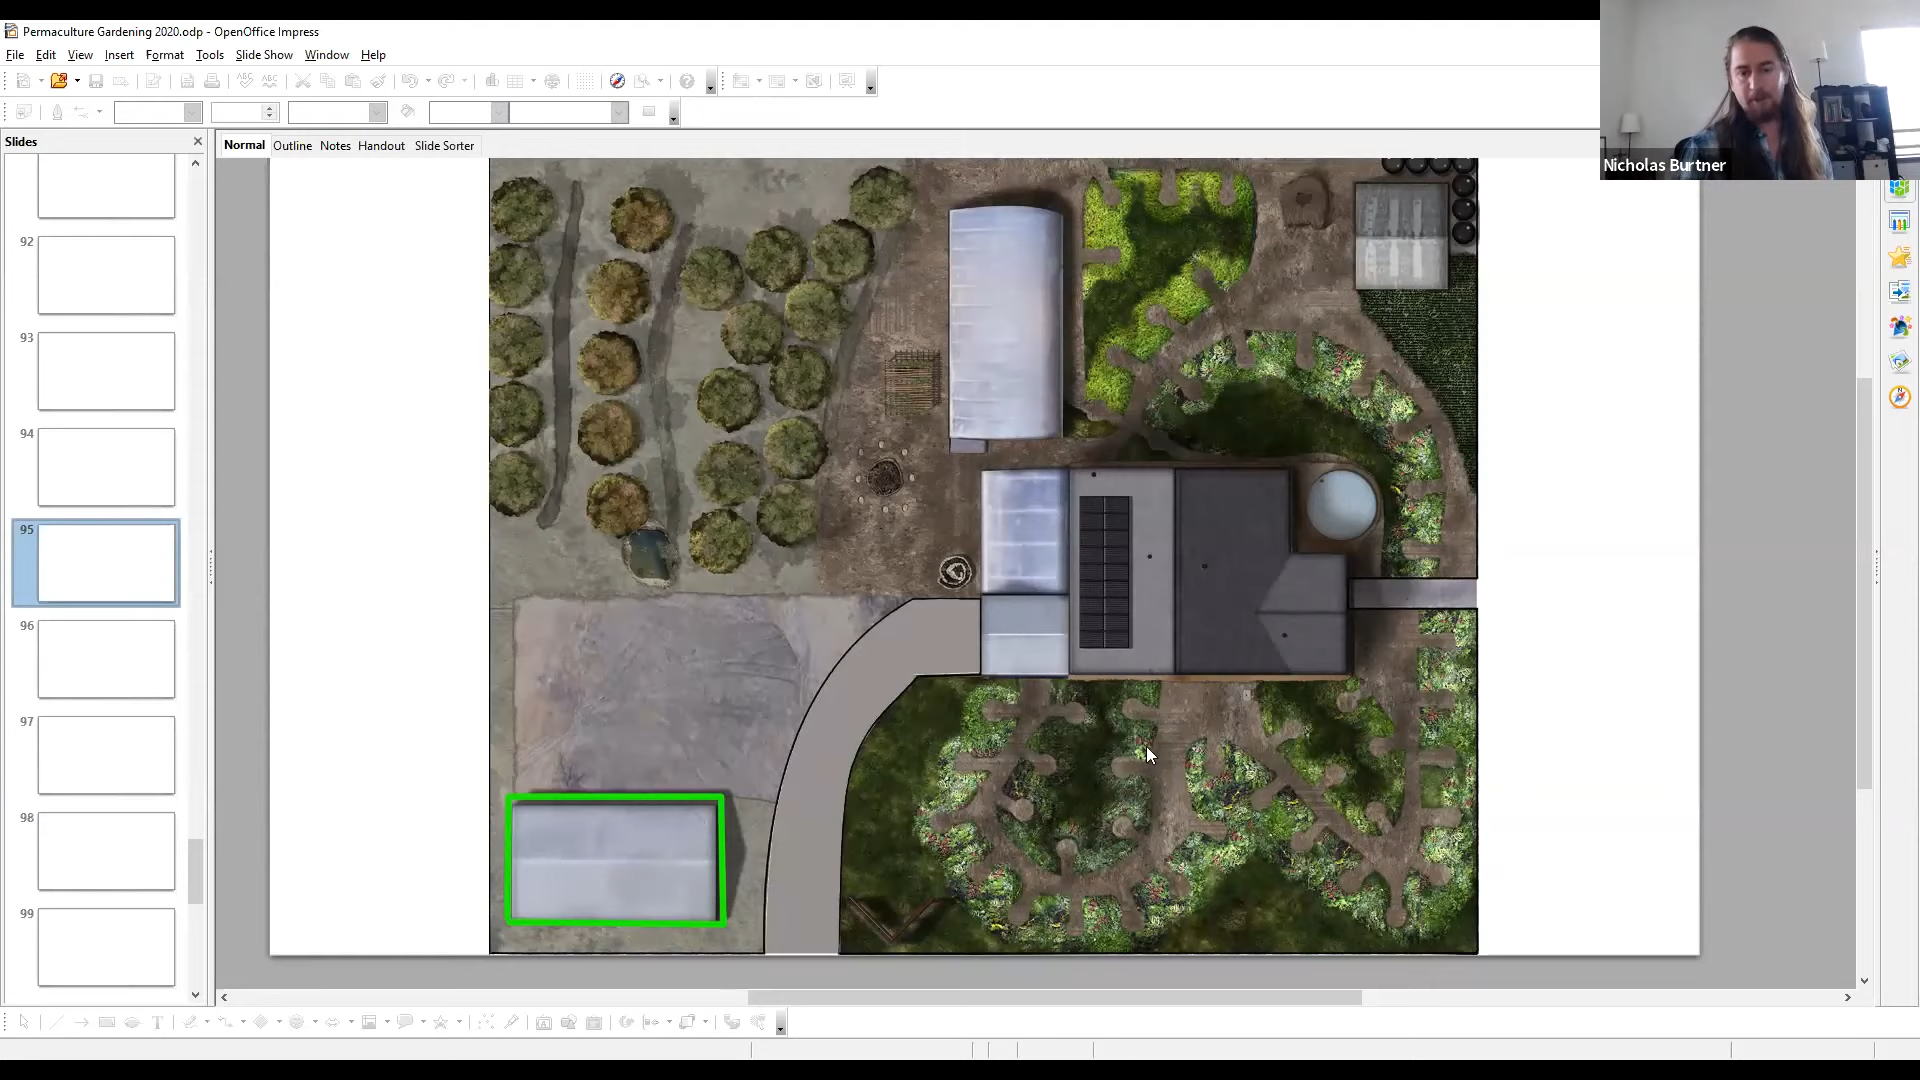 Permaculture Gardening 2020.odp - OpenOffice Impress
File Edit View Insert Format Tools Slide Show Window Help
Slides
Normal Outline Notes Handout Slide Sorter
Nicholas Burtner
92
93
94
95
96
97
98
99